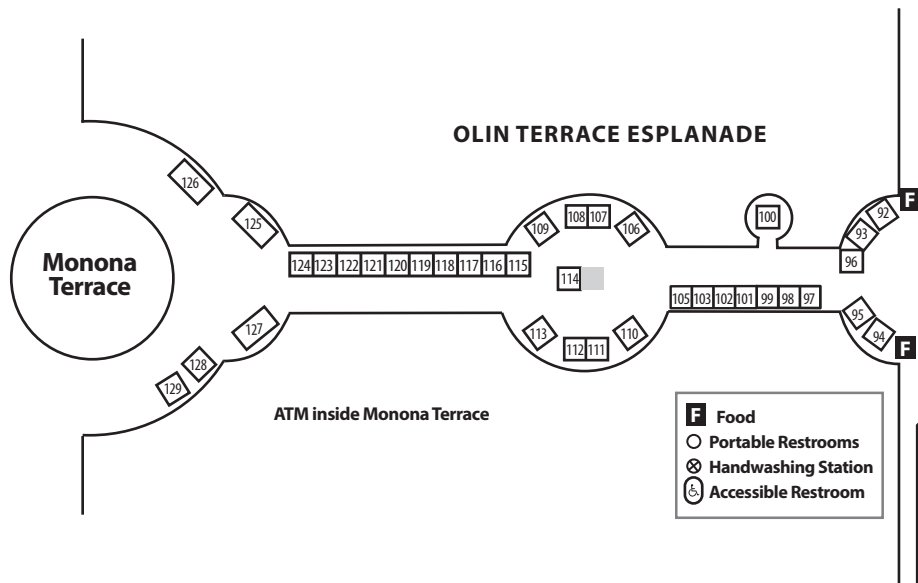 OLIN TERRACE ESPLANADE
126
125
Monona
Terrace
109
108 107
106
100
92
F
93
96
124 123 122 121 120 119 118 117 116 115
114
105 103 102 101 99 98 97
95
94
F
127
128
129
113
112 111
110
ATM inside Monona Terrace
F Food
Portable Restrooms
Handwashing Station
Accessible Restroom